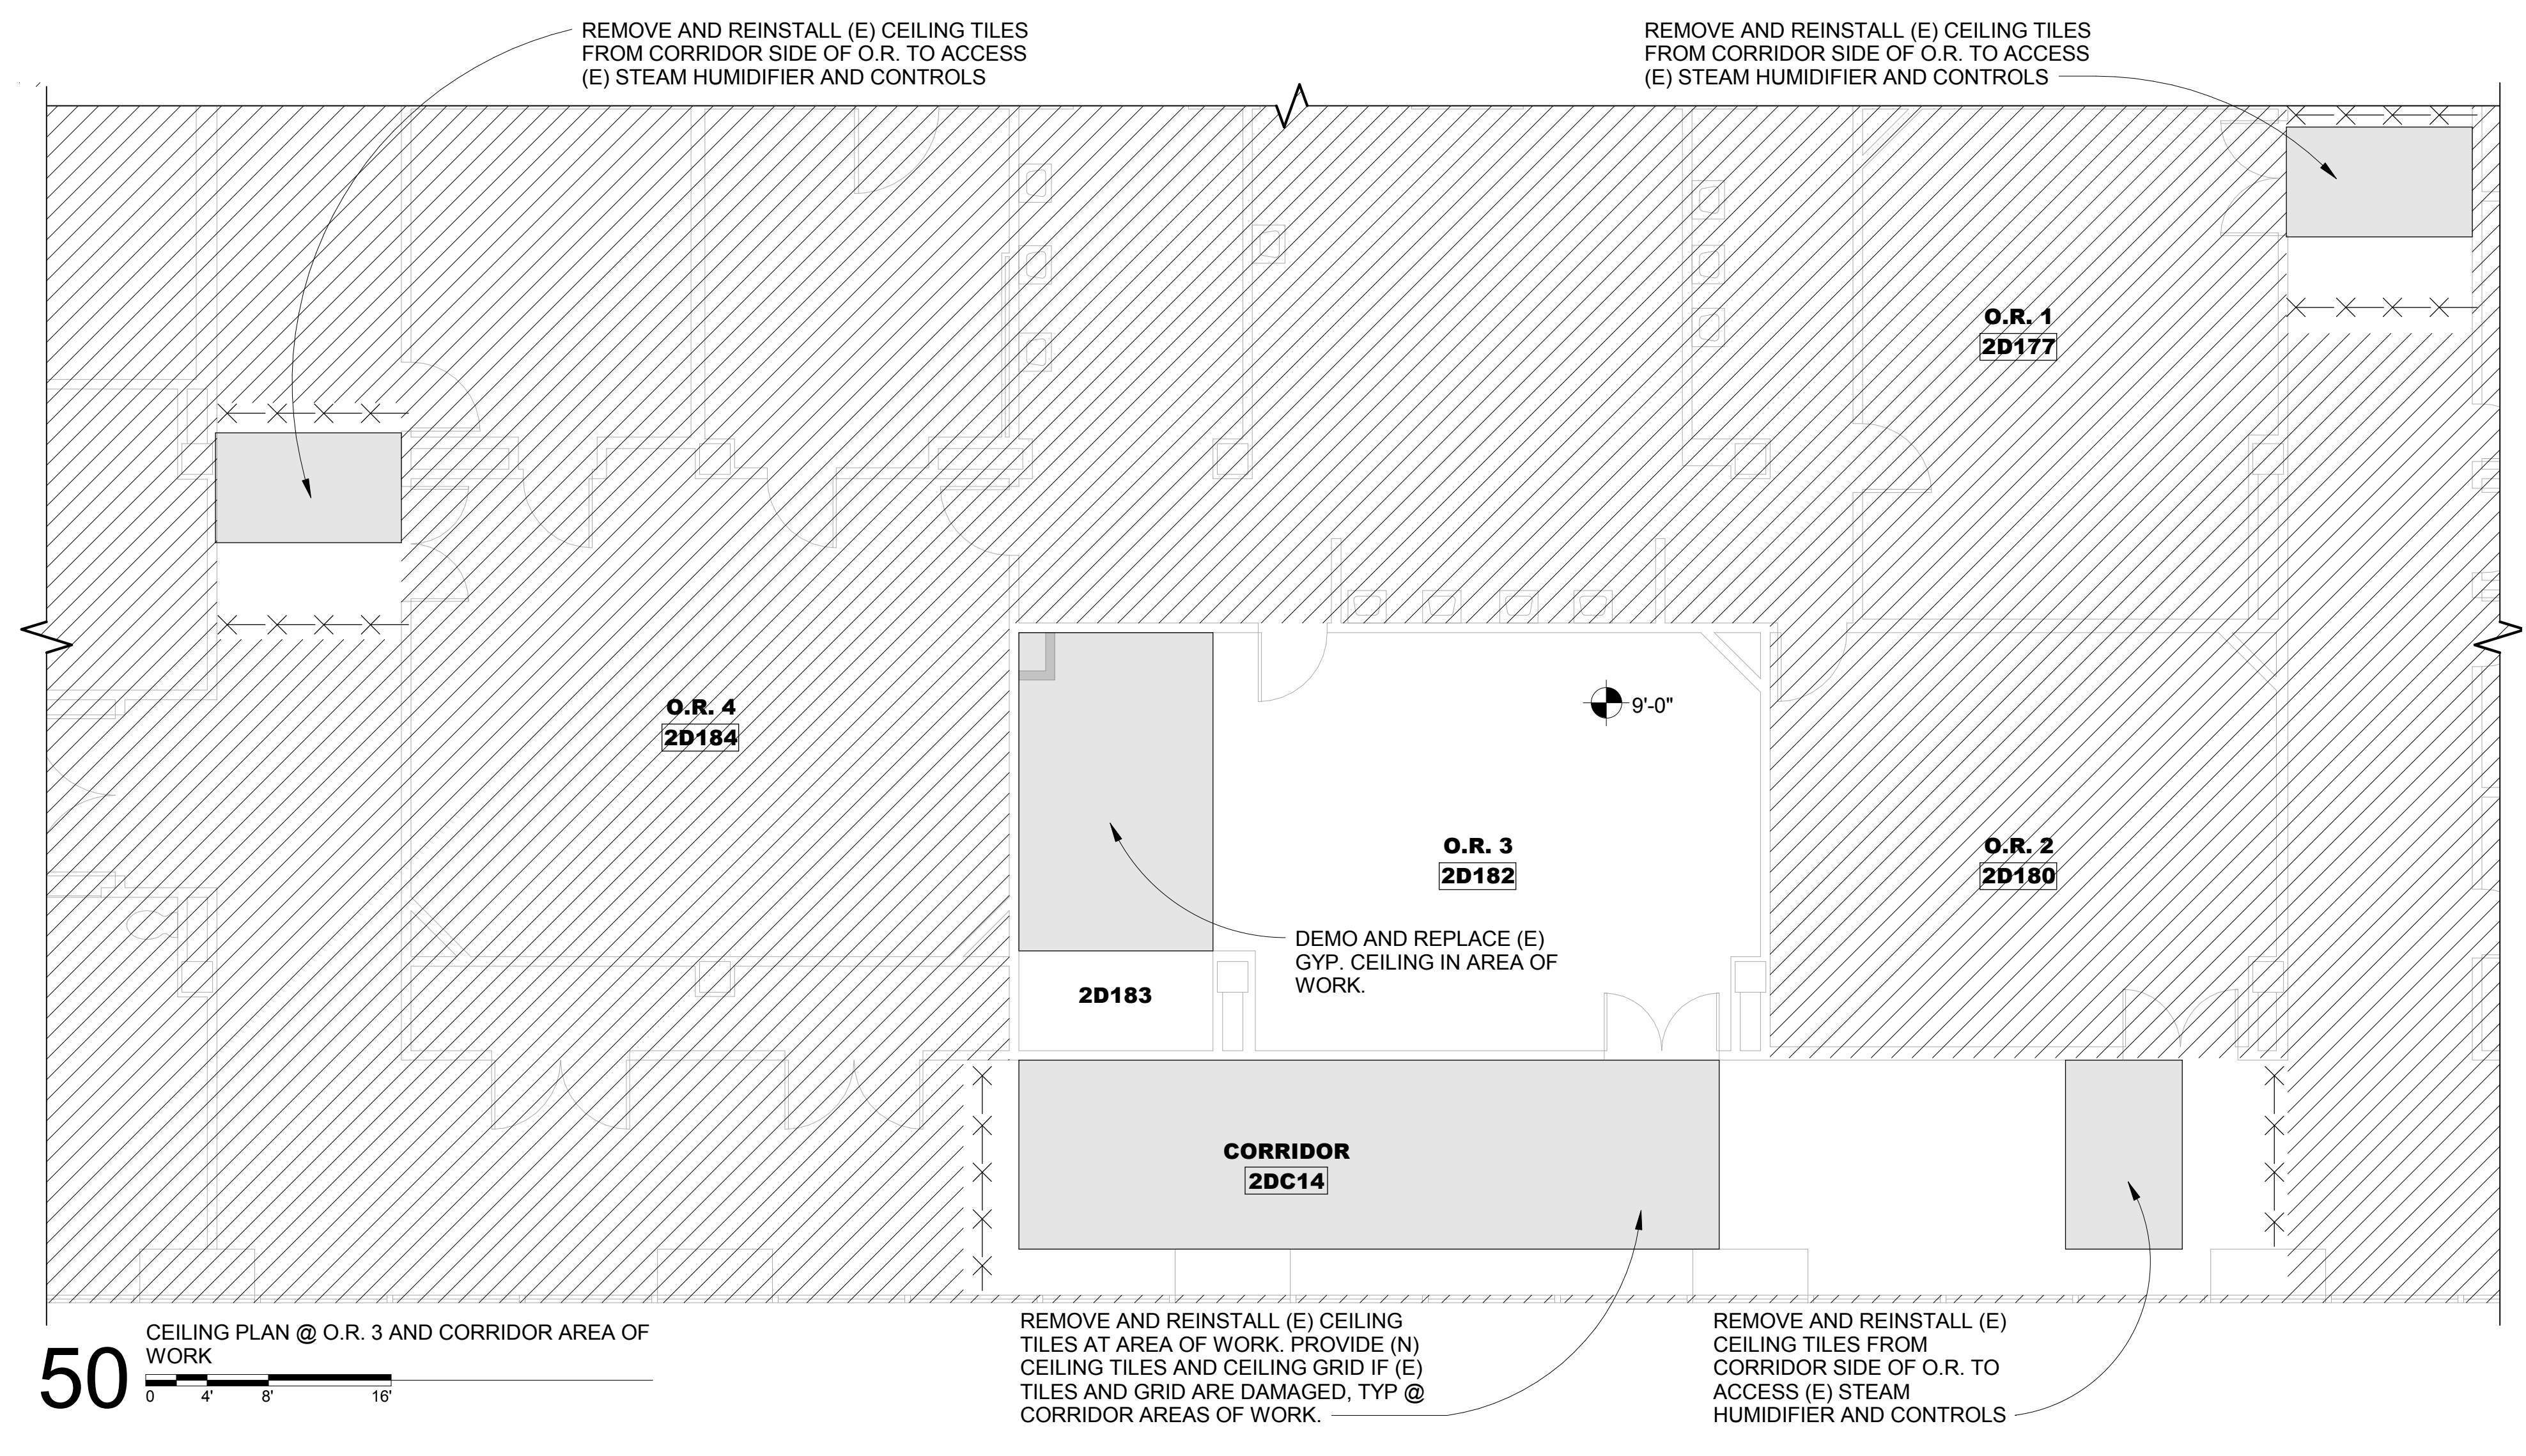 REMOVE AND REINSTALL (E) CEILING TILES
FROM CORRIDOR SIDE OF O.R. TO ACCESS
(E) STEAM HUMIDIFIER AND CONTROLS
REMOVE AND REINSTALL (E) CEILING TILES
FROM CORRIDOR SIDE OF O.R. TO ACCESS
(E) STEAM HUMIDIFIER AND CONTROLS
O.R. 1
2D177
O.R. 4
2D184
9'-0"
O.R. 3
2D182
O.R. 2
2D180
DEMO AND REPLACE (E)
GYP. CEILING IN AREA OF
WORK.
2D183
CORRIDOR
2DC14
REMOVE AND REINSTALL (E) CEILING
TILES AT AREA OF WORK. PROVIDE (N)
CEILING TILES AND CEILING GRID IF (E)
TILES AND GRID ARE DAMAGED, TYP @
CORRIDOR AREAS OF WORK.
REMOVE AND REINSTALL (E)
CEILING TILES FROM
CORRIDOR SIDE OF O.R. TO
ACCESS (E) STEAM
HUMIDIFIER AND CONTROLS
50
CEILING PLAN @ O.R. 3 AND CORRIDOR AREA OF
WORK
0 4' 8' 16'